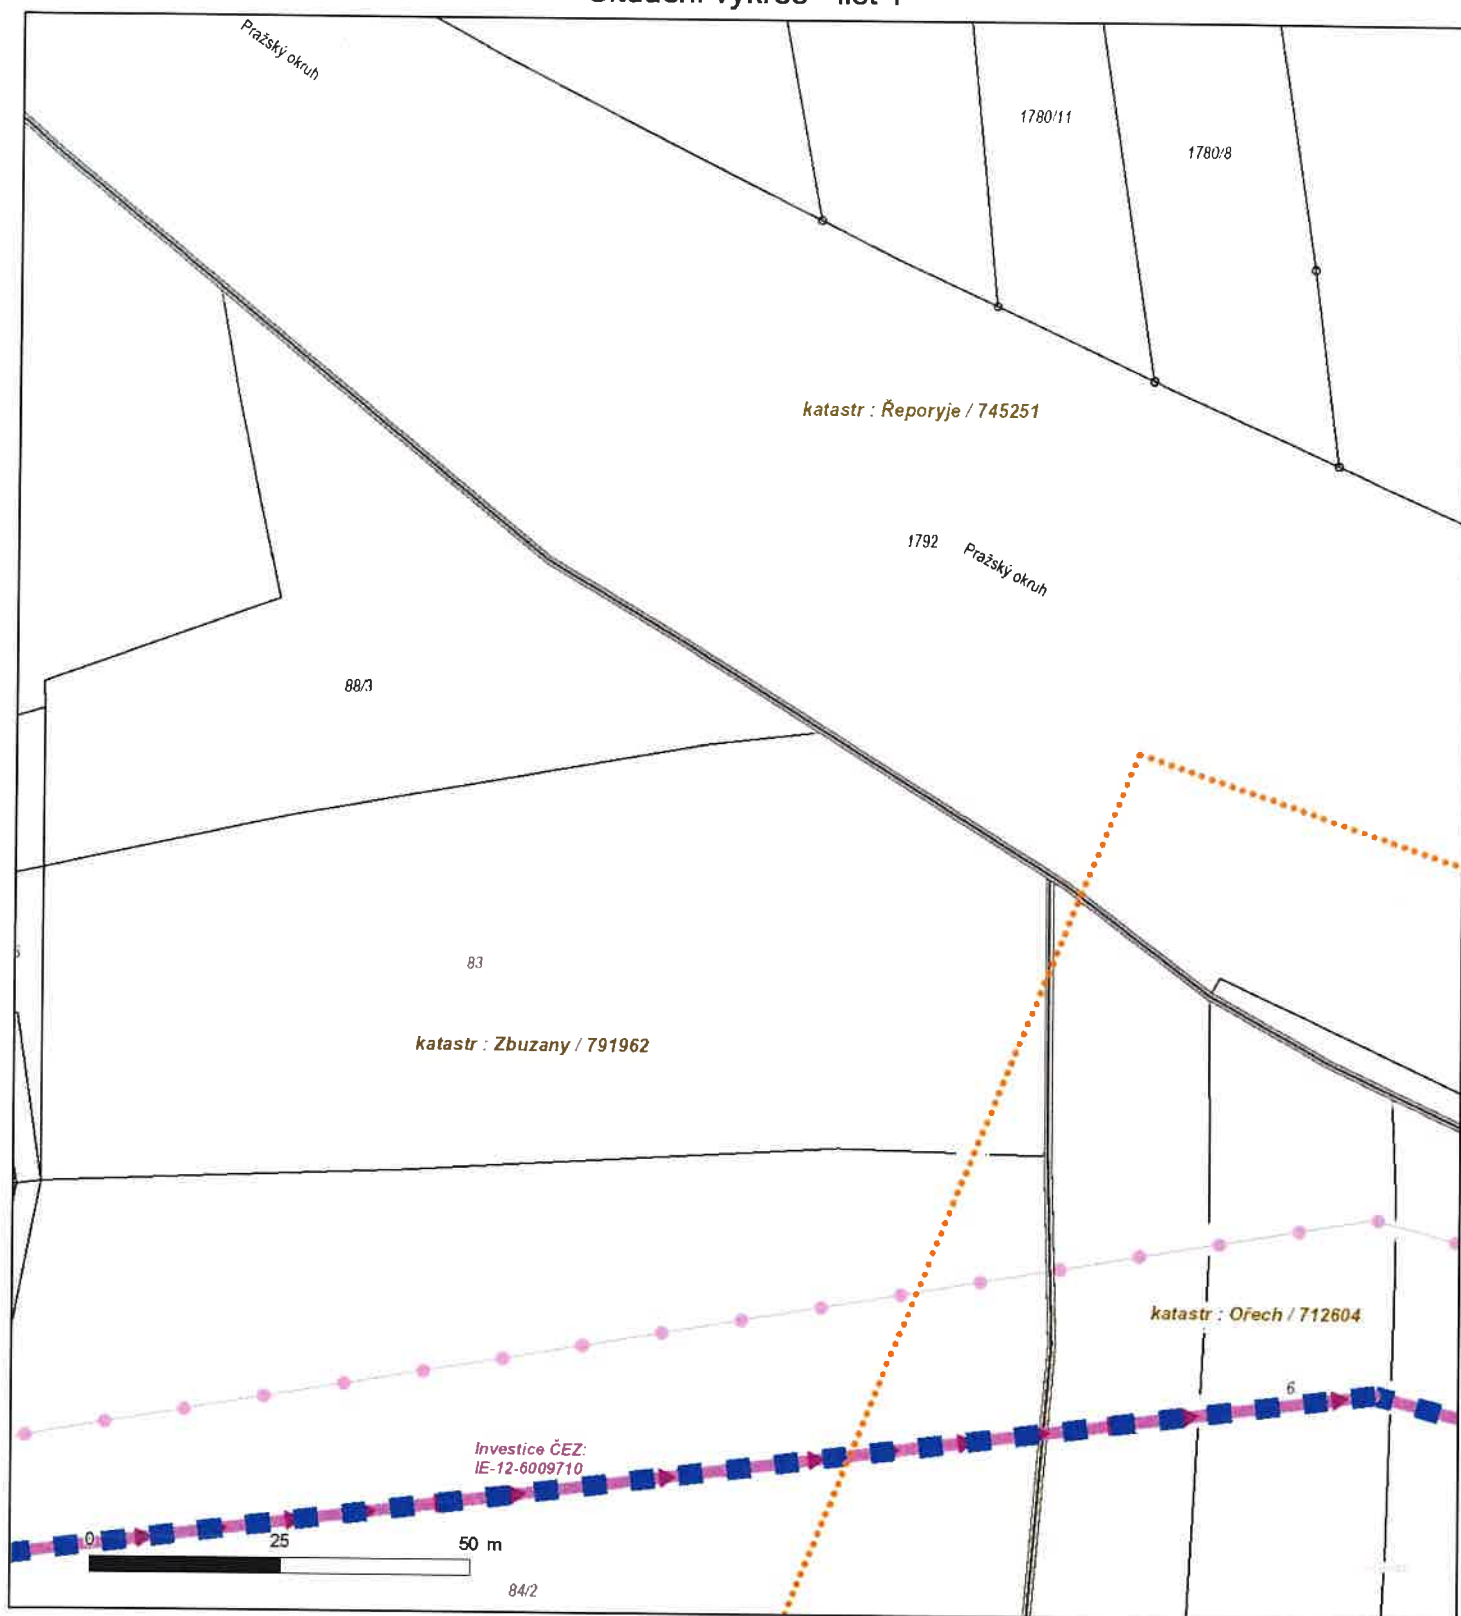 Pražský okruh
1780/11
1780/8
katastr : Řeporyje / 745251
1792
Pražský okruh
88/3
83
katastr : Zbuzany / 791962
katastr : Ořech / 712604
6
Investice ČEZ:
IE-12-6009710
0 25 50 m
84/2